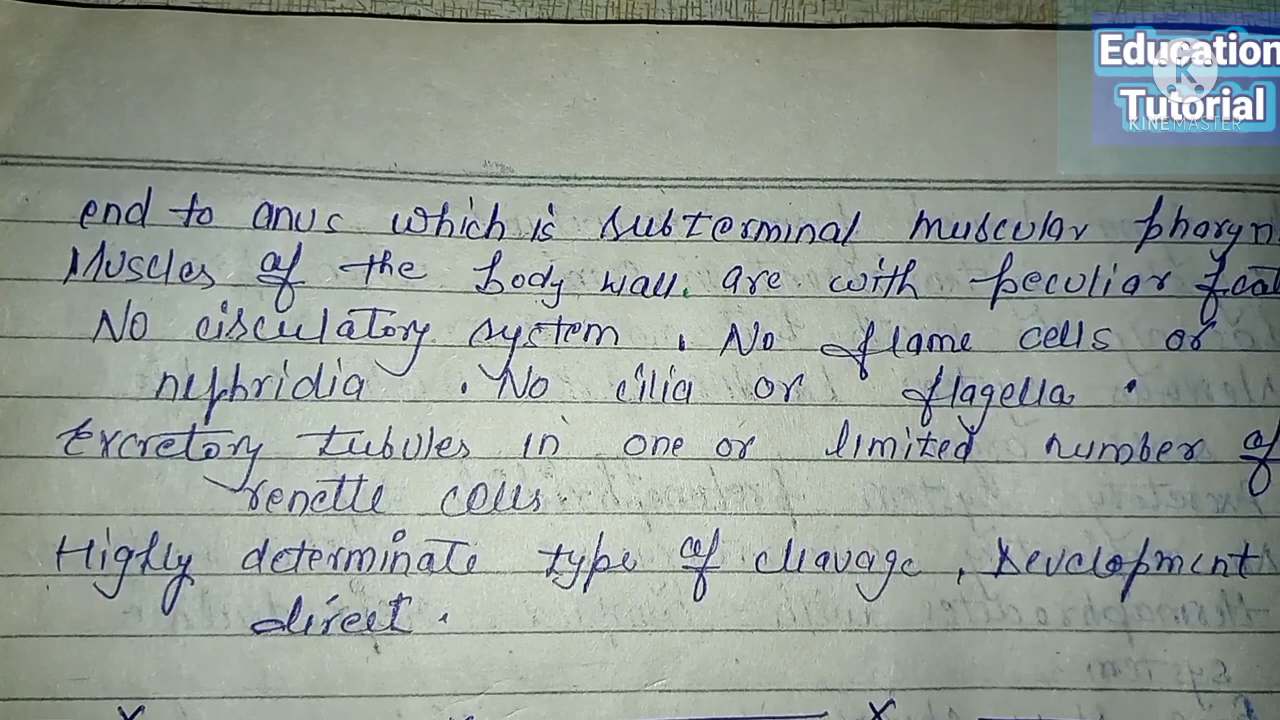 Education
Tutorial
KINEMASTER
end to anus which is subterminal muscular pharyn
Muscles of the body wall. are with peculiar feat
No cisculatory system . No flame cells or
nephridia . No cilia or flagella .
Excretory tubules in one or limited number of
renette cells
Highly determinate type of cleavage , Development
direct .